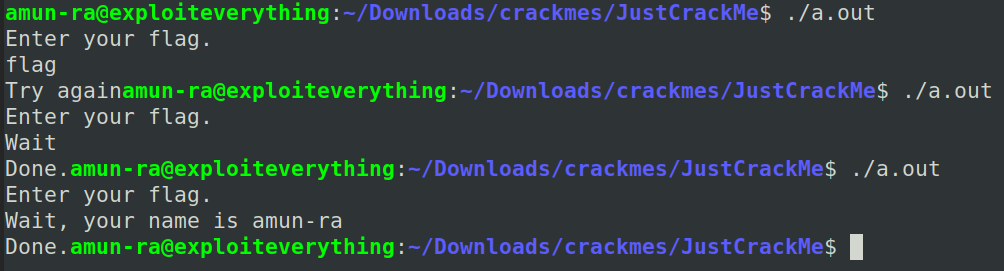 amun-ra@exploiteverything:~/Downloads/crackmes/JustCrackMe$ ./a.out
Enter your flag.
flag
Try againamun-ra@exploiteverything:~/Downloads/crackmes/JustCrackMe$ ./a.out
Enter your flag.
Wait
Done.amun-ra@exploiteverything:~/Downloads/crackmes/JustCrackMe$ ./a.out
Enter your flag.
Wait, your name is amun-ra
Done.amun-ra@exploiteverything:~/Downloads/crackmes/JustCrackMe$